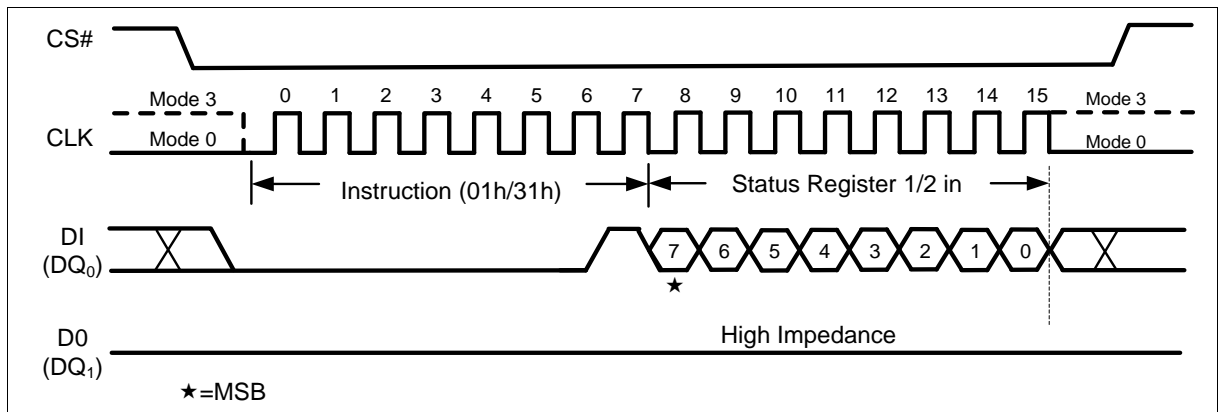 CS#
0 1 2 3 4 5 6 7 8 9 10 11 12 13 14 15
Mode 3 Mode 3
CLK
Mode 0 Mode 0
Instruction (01h/31h) Status Register 1/2 in
DI
(DQ₀)
7 6 5 4 3 2 1 0
★
High Impedance
D0
(DQ₁)
★=MSB